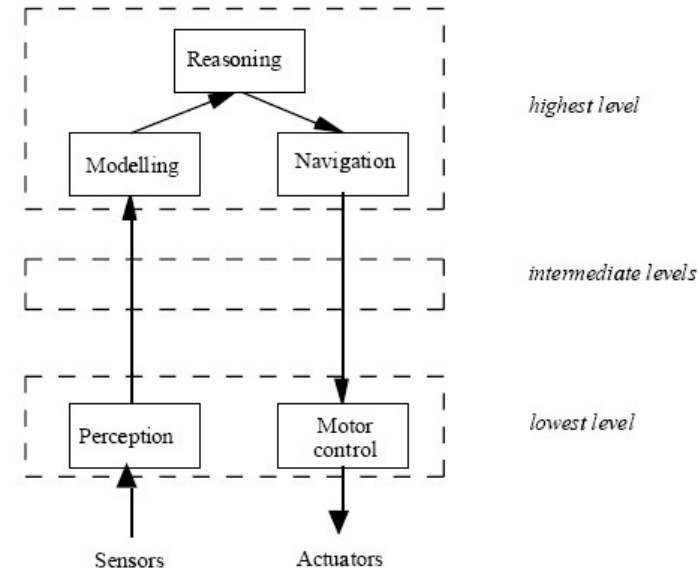 Reasoning
highest level
Modelling
Navigation
intermediate levels
Perception
Motor
control
lowest level
Sensors
Actuators